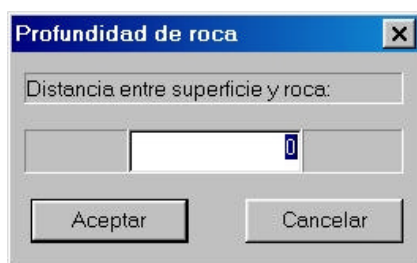 Profundidad de roca
Distancia entre superficie y roca:
0
Aceptar Cancelar